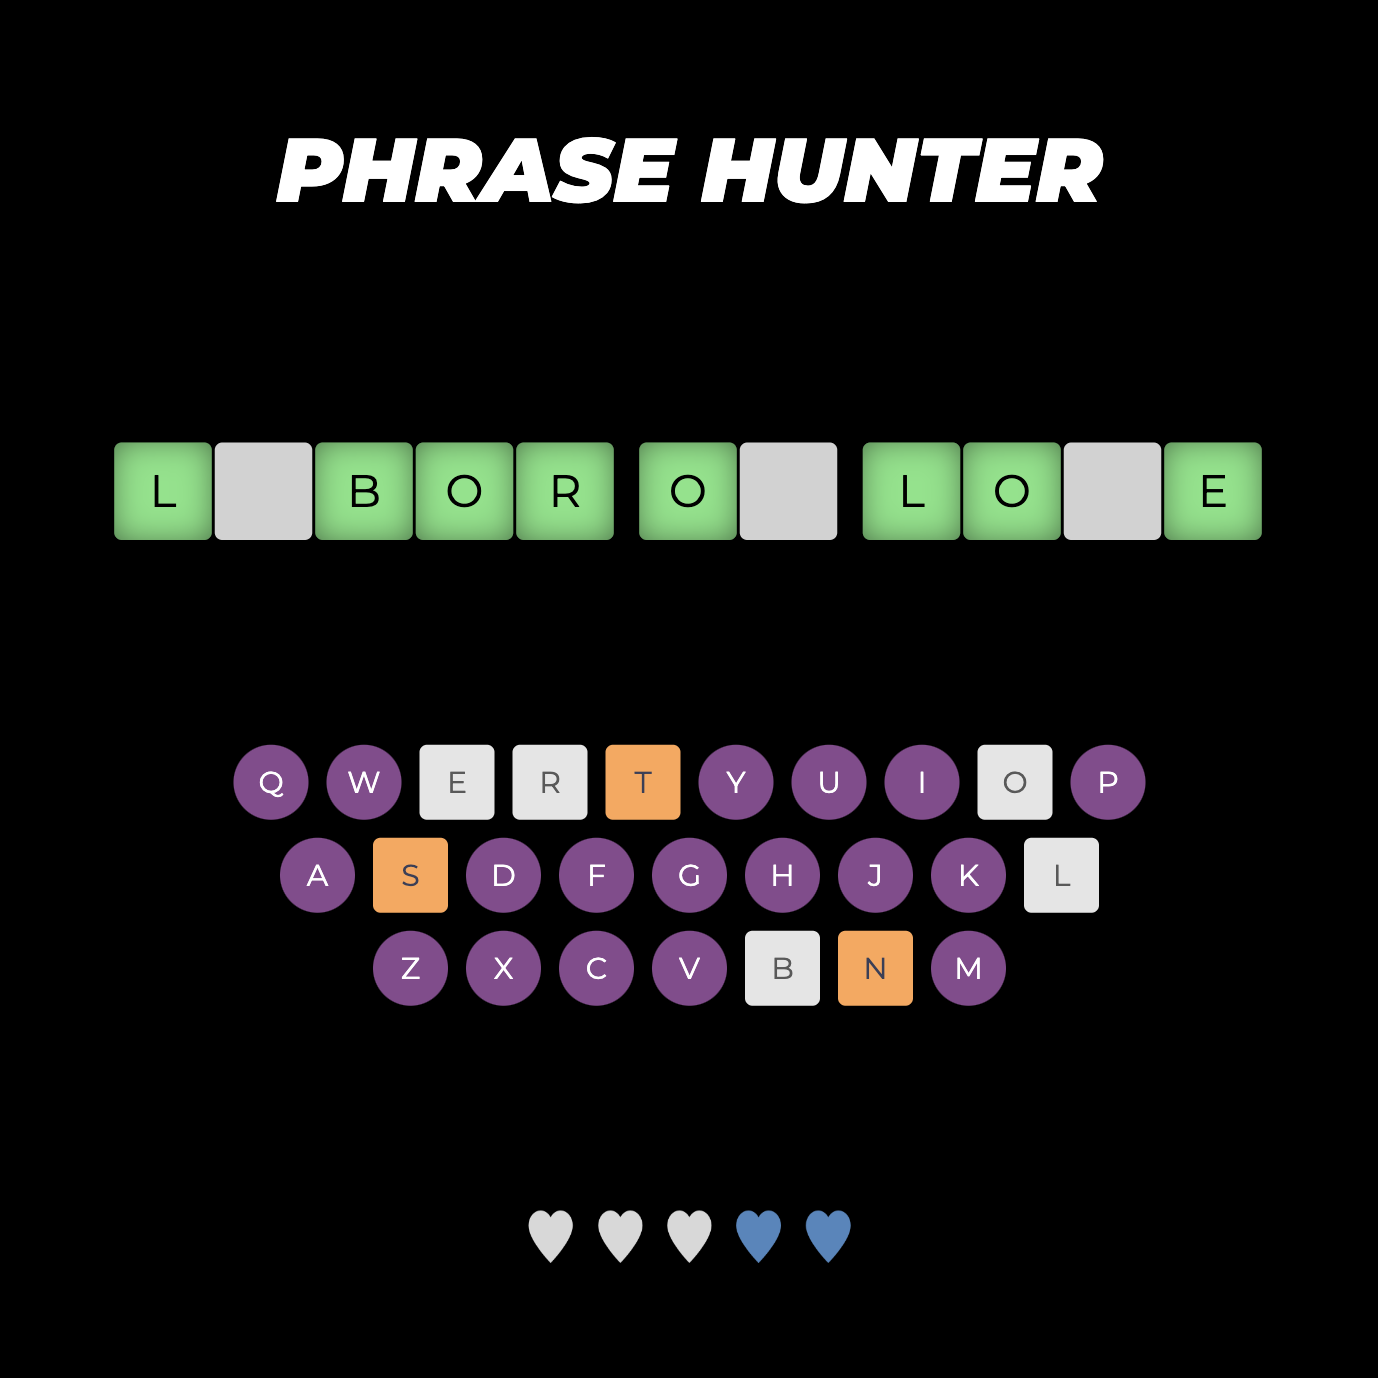 PHRASE HUNTER
L BOR O LO E
Q W E R T Y U I O P
A S D F G H J K L
Z X C V B N M